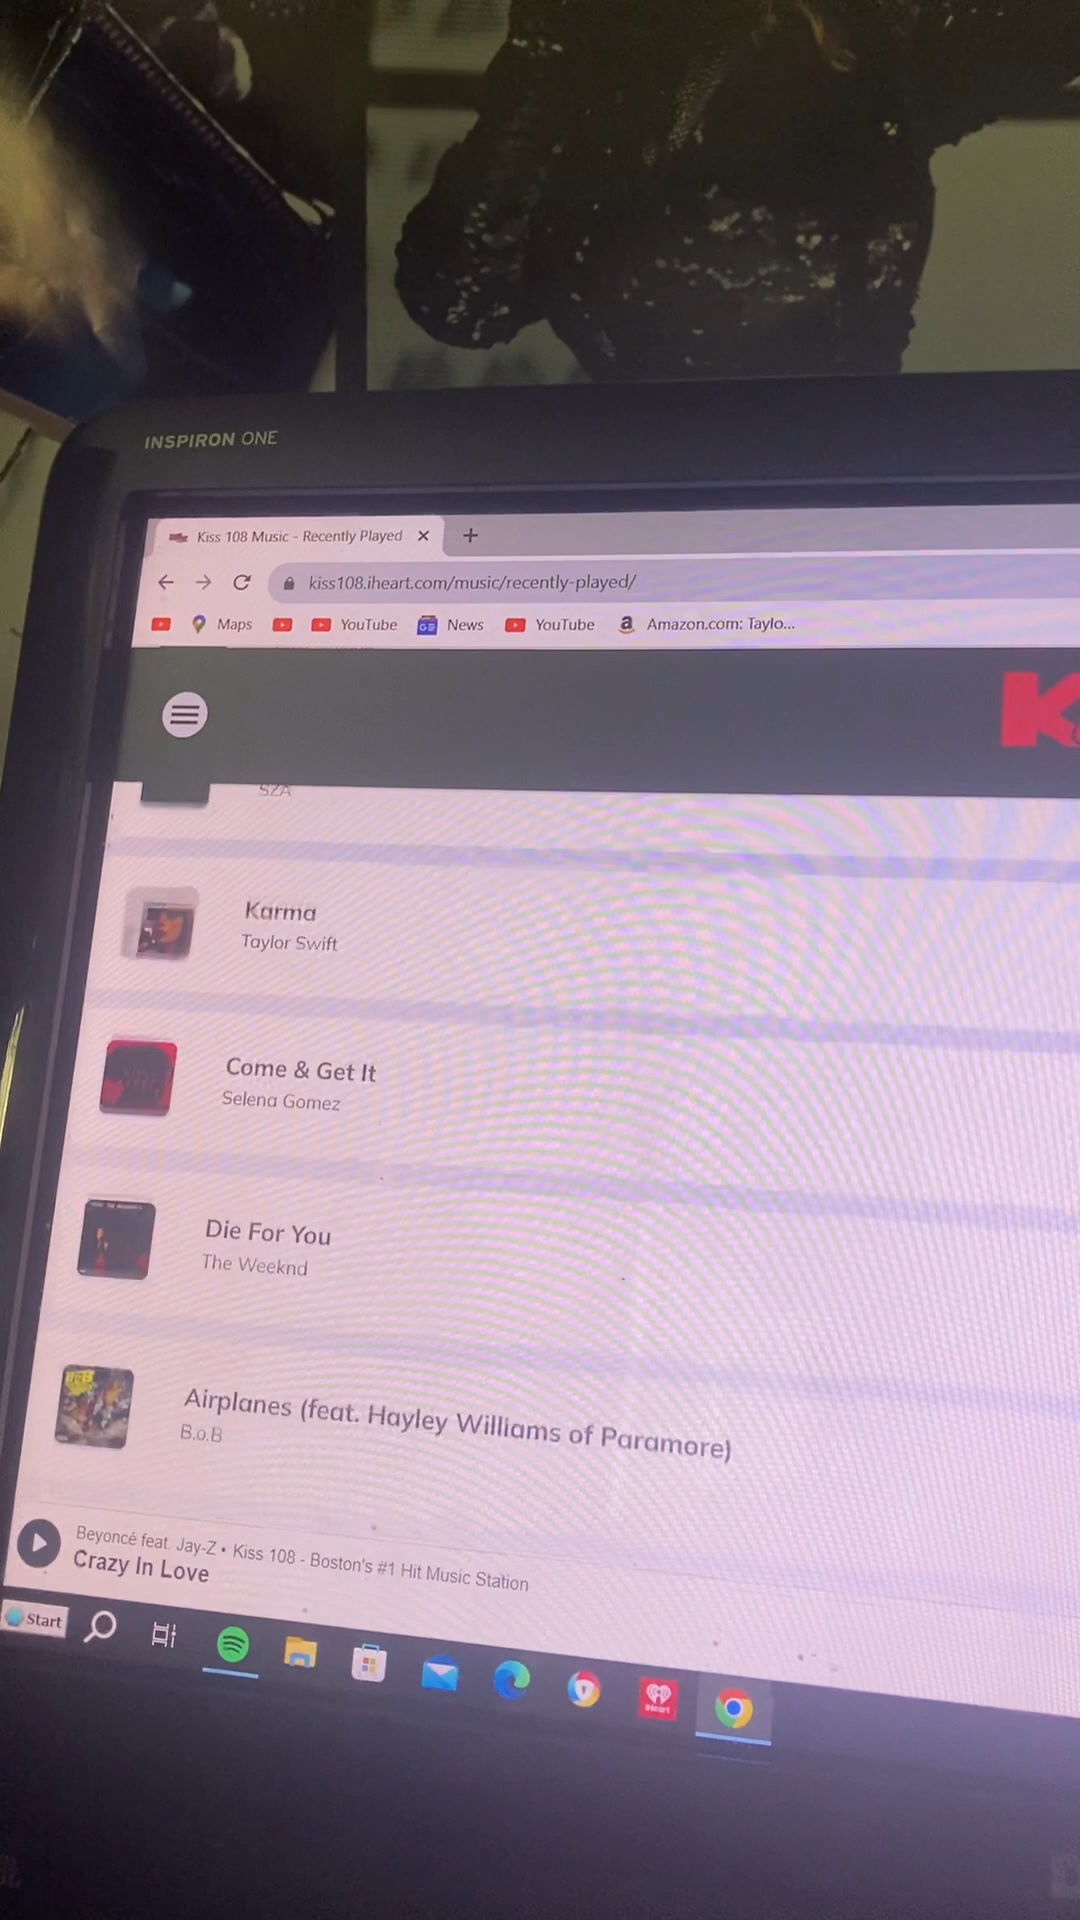 INSPIRON ONE
Kiss 108 Music - Recently Played
kiss108.iheart.com/music/recently-played/
Maps YouTube News YouTube Amazon.com: Taylo...
K
SZA
Karma
Taylor Swift
Come & Get It
Selena Gomez
Die For You
The Weeknd
Airplanes (feat. Hayley Williams of Paramore)
B.o.B
Beyoncé feat. Jay-Z • Kiss 108 - Boston's #1 Hit Music Station
Crazy In Love
Start
iHeart